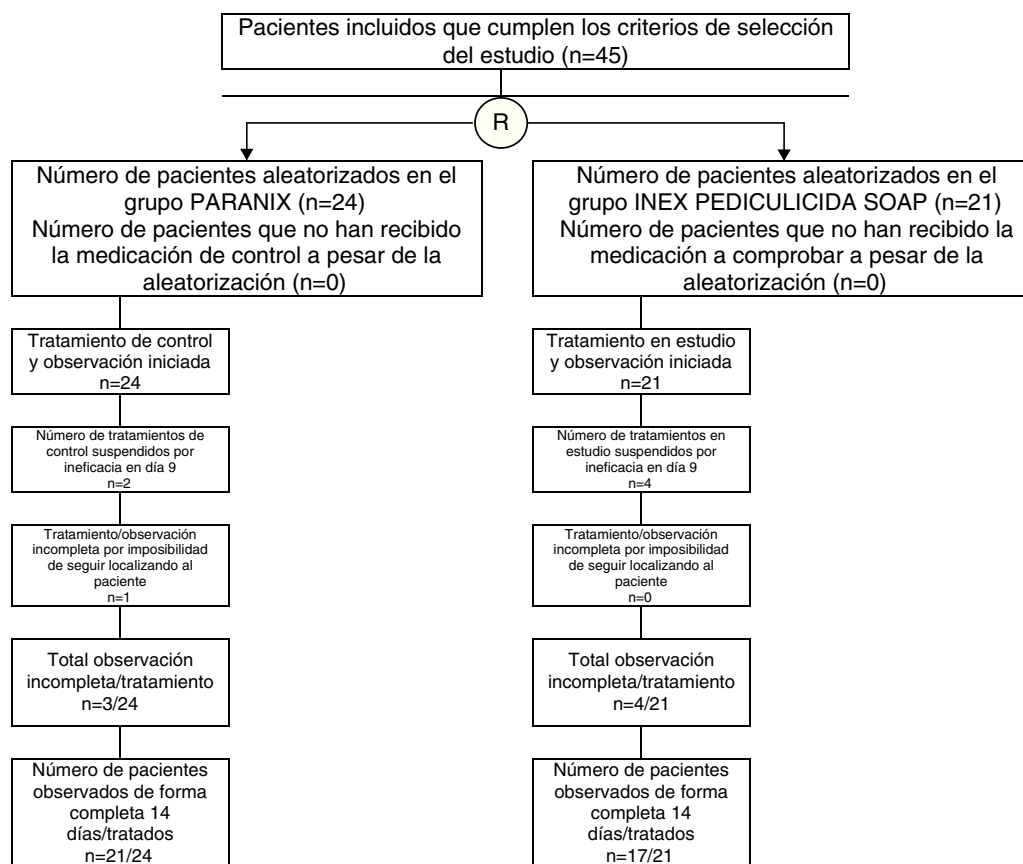 Pacientes incluidos que cumplen los criterios de selección
del estudio (n=45)
R
Número de pacientes aleatorizados en el
grupo PARANIX (n=24)
Número de pacientes que no han recibido
la medicación de control a pesar de la
aleatorización (n=0)
Número de pacientes aleatorizados en el
grupo INEX PEDICULICIDA SOAP (n=21)
Número de pacientes que no han recibido la
medicación a comprobar a pesar de la
aleatorización (n=0)
Tratamiento de control
y observación iniciada
n=24
Tratamiento en estudio
y observación iniciada
n=21
Número de tratamientos de
control suspendidos por
ineficacia en día 9
n=2
Número de tratamientos en
estudio suspendidos por
ineficacia en día 9
n=4
Tratamiento/observación
incompleta por imposibilidad
de seguir localizando al
paciente
n=1
Tratamiento/observación
incompleta por imposibilidad
de seguir localizando al
paciente
n=0
Total observación
incompleta/tratamiento
n=3/24
Total observación
incompleta/tratamiento
n=4/21
Número de pacientes
observados de forma
completa 14
días/tratados
n=21/24
Número de pacientes
observados de forma
completa 14
días/tratados
n=17/21